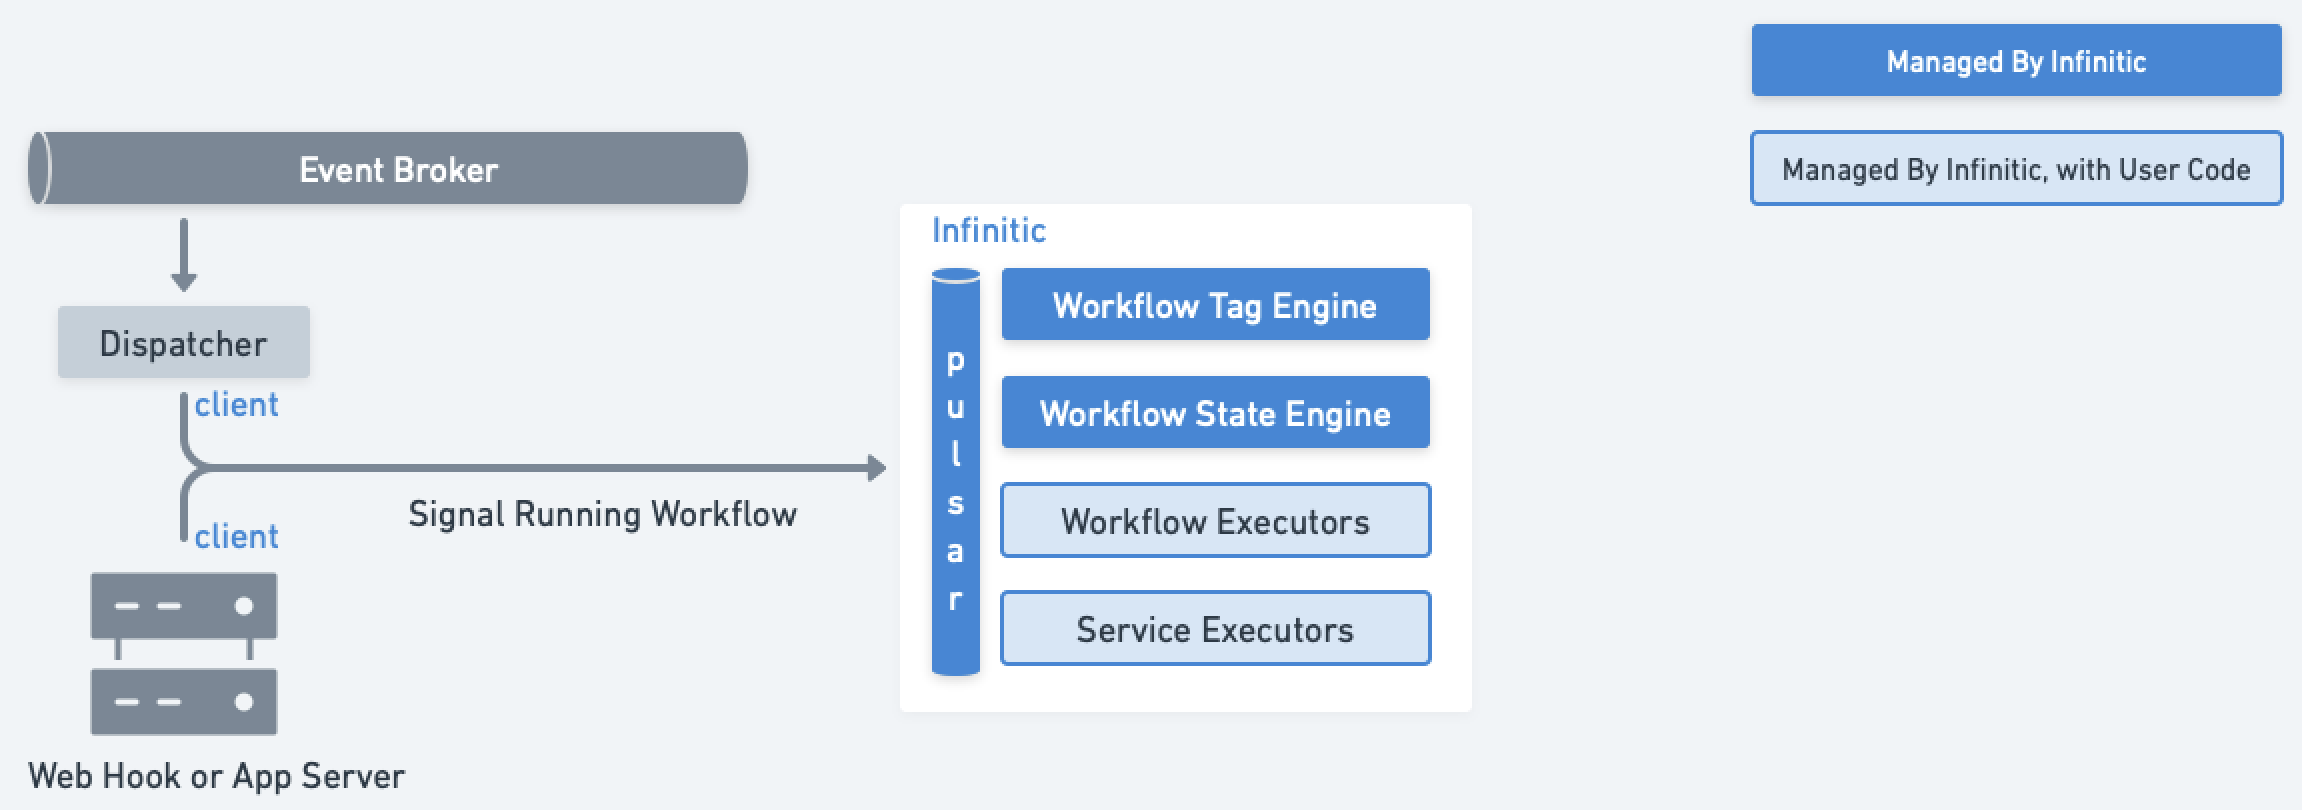 Managed By Infinitic
Managed By Infinitic, with User Code
Event Broker
Dispatcher
client
client
Signal Running Workflow
Web Hook or App Server
Infinitic
pulsar
Workflow Tag Engine
Workflow State Engine
Workflow Executors
Service Executors